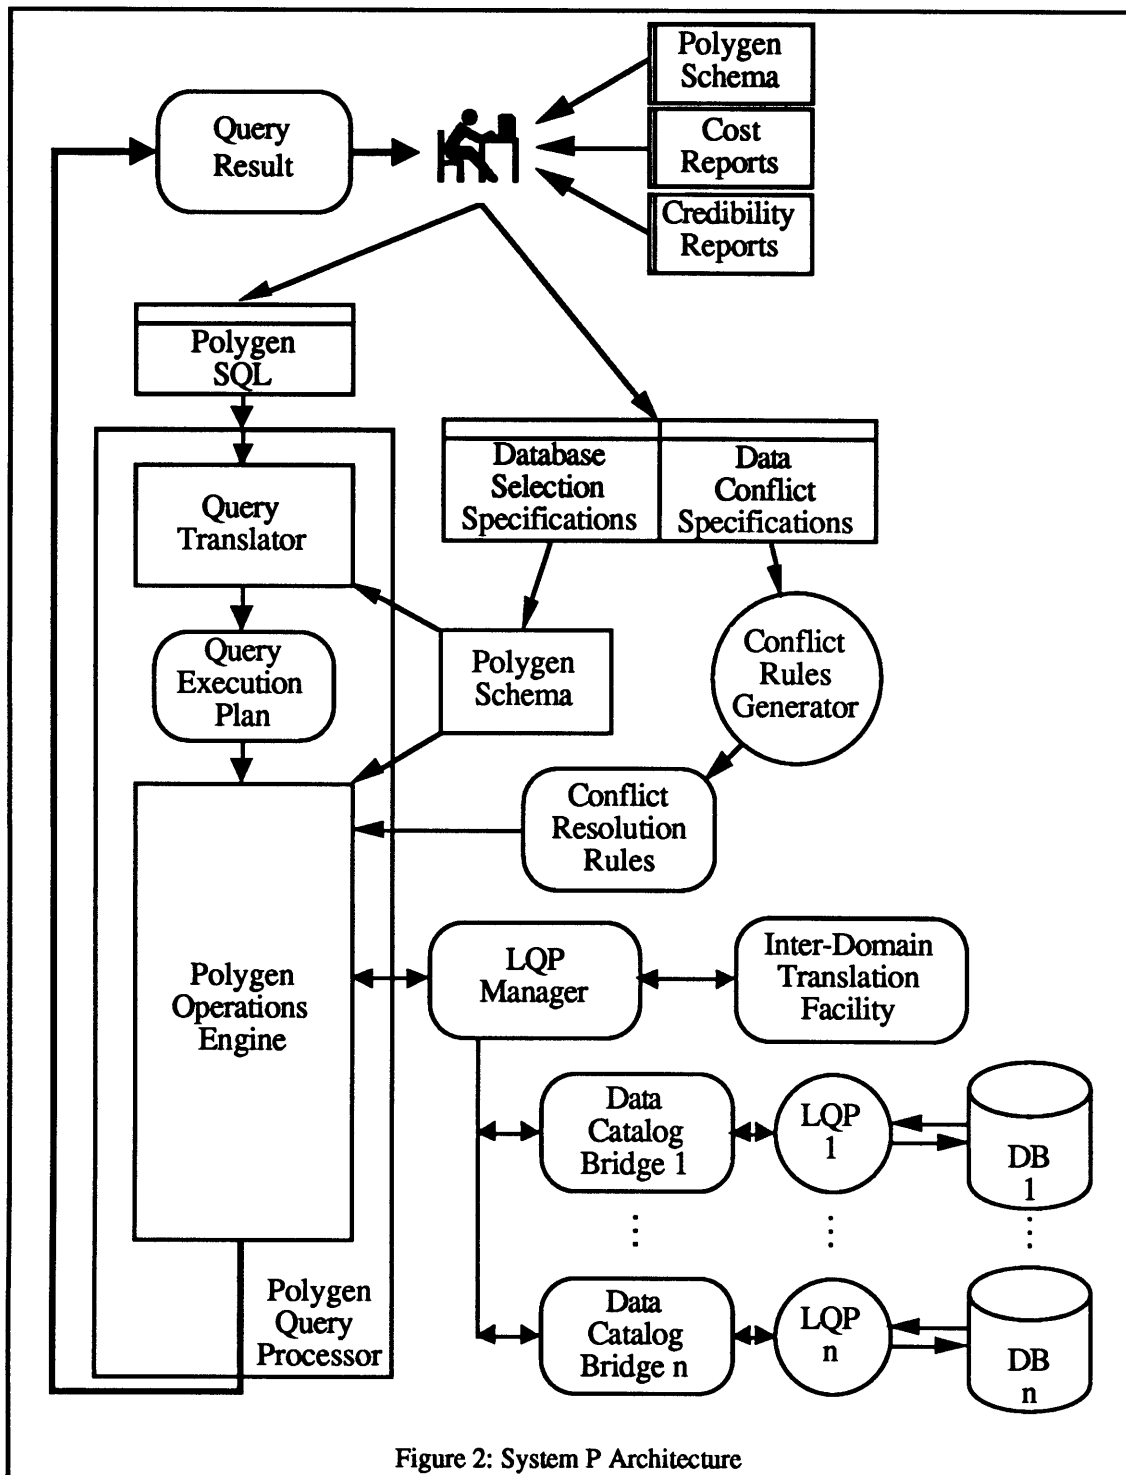 Polygen
Schema
Query
Result
Cost
Reports
Credibility
Reports
Polygen
SQL
Database
Selection
Specifications
Data
Conflict
Specifications
Query
Translator
Query
Execution
Plan
Polygen
Schema
Conflict
Rules
Generator
Conflict
Resolution
Rules
Polygen
Operations
Engine
LQP
Manager
Inter-Domain
Translation
Facility
Data
Catalog
Bridge 1
LQP
1
DB
1
Data
Catalog
Bridge n
LQP
n
DB
n
Polygen
Query
Processor
Figure 2: System P Architecture